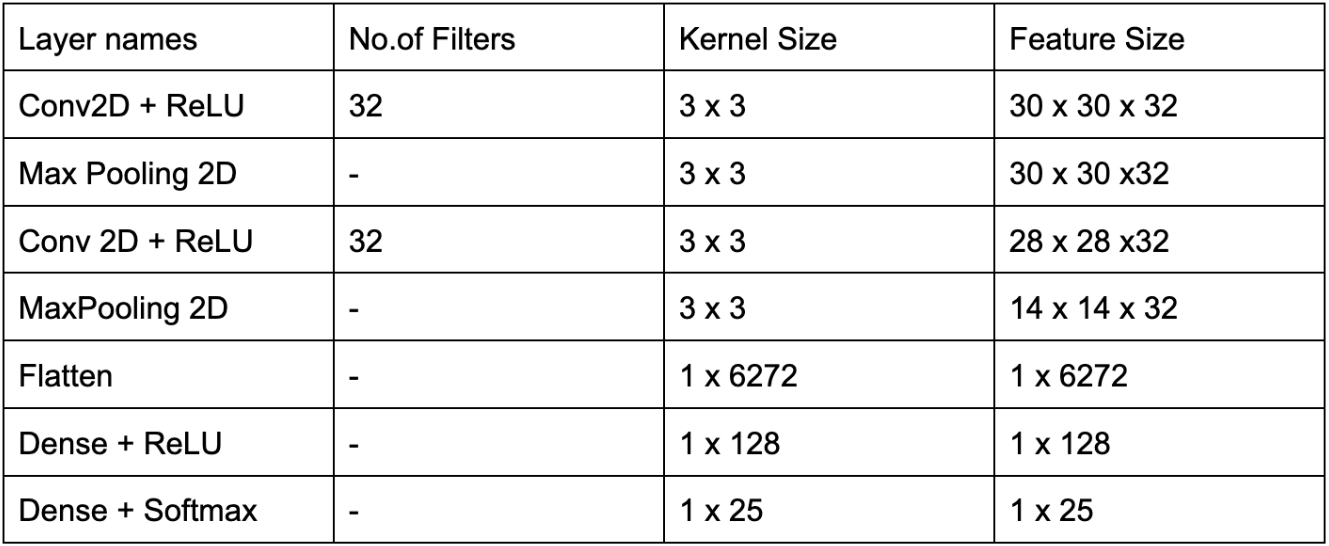 Layer names No.of Filters Kernel Size Feature Size
Conv2D + ReLU 32 3 x 3 30 x 30 x 32
Max Pooling 2D - 3 x 3 30 x 30 x32
Conv 2D + ReLU 32 3 x 3 28 x 28 x32
MaxPooling 2D - 3 x 3 14 x 14 x 32
Flatten - 1 x 6272 1 x 6272
Dense + ReLU - 1 x 128 1 x 128
Dense + Softmax - 1 x 25 1 x 25